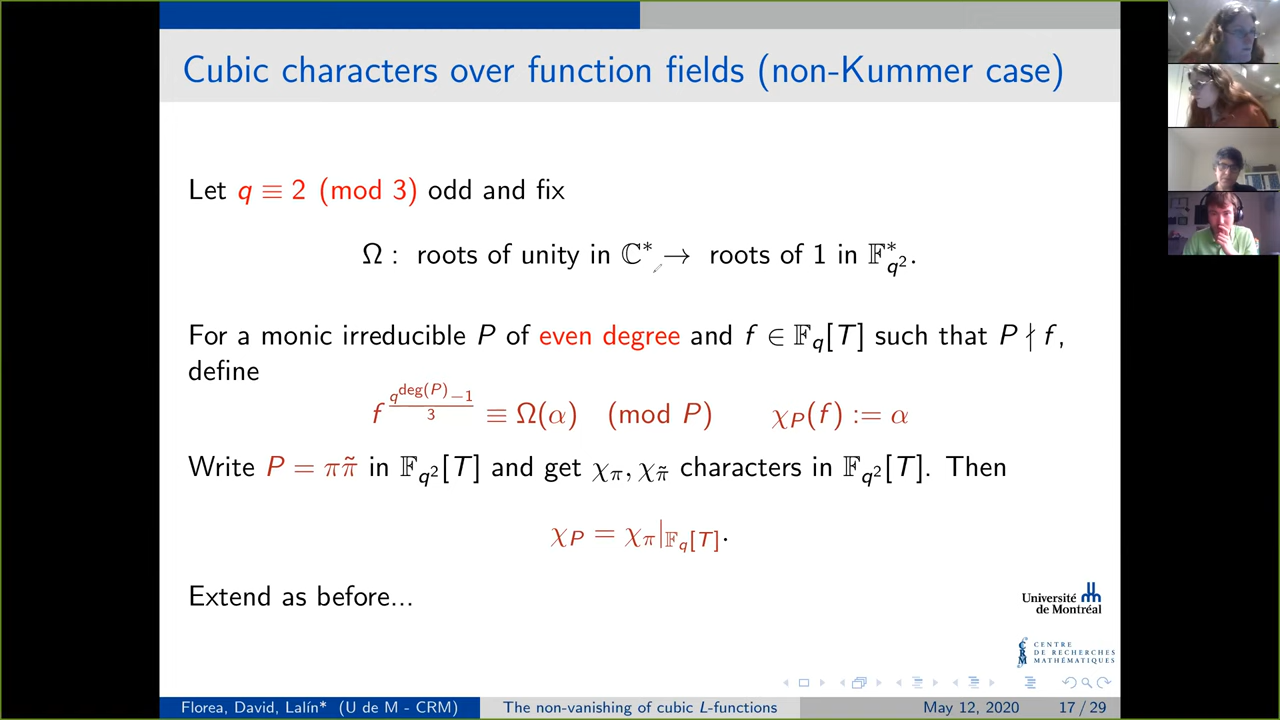 Cubic characters over function fields (non-Kummer case)
Let q ≡ 2 (mod 3) odd and fix
Ω : roots of unity in ℂ* → roots of 1 in 𝔽*_{q²}.
For a monic irreducible P of even degree and f ∈ 𝔽_q[T] such that P ∤ f,
define
f^{(q^{deg(P)}−1)/3} ≡ Ω(α) (mod P) χ_P(f) := α
Write P = ππ̃ in 𝔽_{q²}[T] and get χ_π, χ_π̃ characters in 𝔽_{q²}[T]. Then
χ_P = χ_π|_{𝔽_q[T]}.
Extend as before...
Université
de Montréal
CRM
CENTRE
DE RECHERCHES
MATHÉMATIQUES
Florea, David, Lalín* (U de M - CRM) The non-vanishing of cubic L-functions May 12, 2020 17 / 29